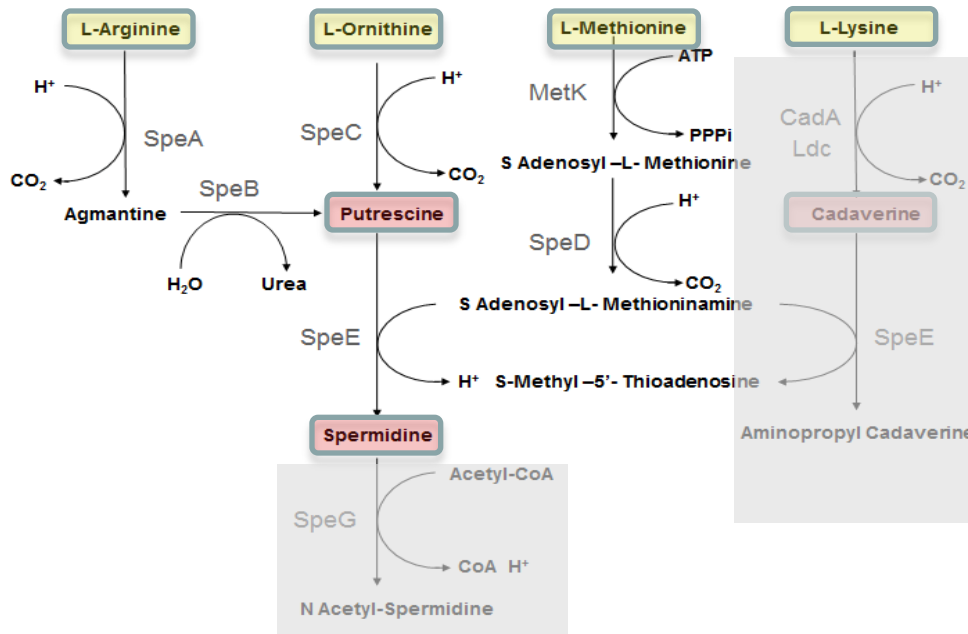 L-Arginine
L-Ornithine
L-Methionine
L-Lysine
H⁺
SpeA
CO₂
Agmantine
H⁺
SpeC
CO₂
SpeB
H₂O
Urea
Putrescine
MetK
ATP
PPPi
S Adenosyl –L- Methionine
H⁺
SpeD
CO₂
S Adenosyl –L- Methioninamine
H⁺
CadA
Ldc
CO₂
Cadaverine
SpeE
H⁺
S-Methyl –5’- Thioadenosine
SpeE
Spermidine
Aminopropyl Cadaverine
Acetyl-CoA
SpeG
CoA H⁺
N Acetyl-Spermidine